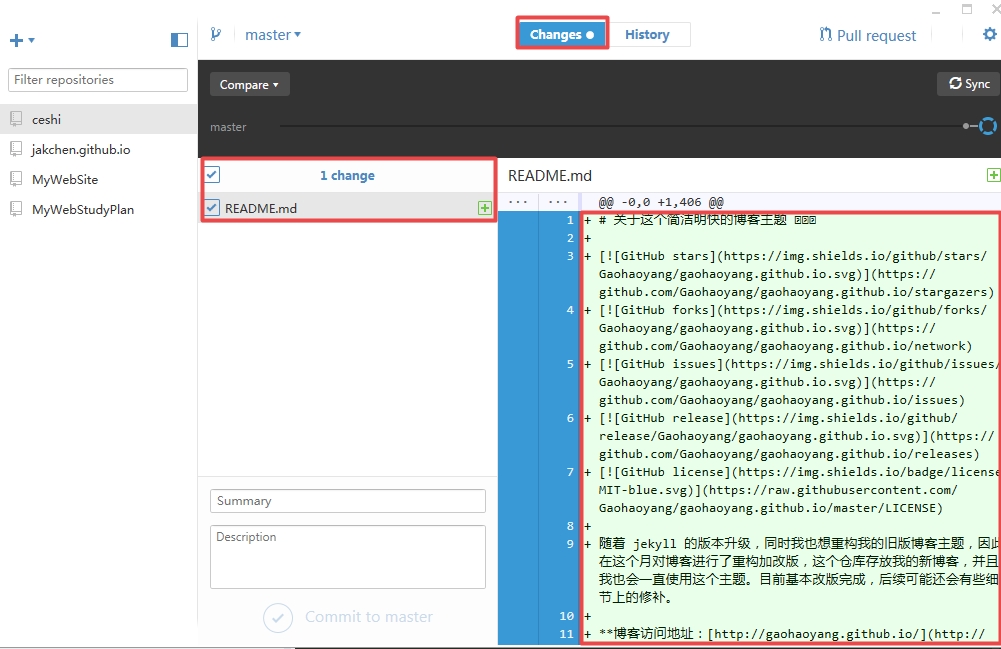 master
Changes
History
Pull request
Filter repositories
ceshi
jakchen.github.io
MyWebSite
MyWebStudyPlan
Compare
Sync
master
1 change
README.md
Summary
Description
Commit to master
README.md
... ... @@ -0,0 +1,406 @@
1 + # 关于这个简洁明快的博客主题
2 +
3 + [![GitHub stars](https://img.shields.io/github/stars/
Gaohaoyang/gaohaoyang.github.io.svg)](https://
github.com/Gaohaoyang/gaohaoyang.github.io/stargazers)
4 + [![GitHub forks](https://img.shields.io/github/forks/
Gaohaoyang/gaohaoyang.github.io.svg)](https://
github.com/Gaohaoyang/gaohaoyang.github.io/network)
5 + [![GitHub issues](https://img.shields.io/github/issues/
Gaohaoyang/gaohaoyang.github.io.svg)](https://
github.com/Gaohaoyang/gaohaoyang.github.io/issues)
6 + [![GitHub release](https://img.shields.io/github/
release/Gaohaoyang/gaohaoyang.github.io.svg)](https://
github.com/Gaohaoyang/gaohaoyang.github.io/releases)
7 + [![GitHub license](https://img.shields.io/badge/license
MIT-blue.svg)](https://raw.githubusercontent.com/
Gaohaoyang/gaohaoyang.github.io/master/LICENSE)
8 +
9 + 随着 jekyll 的版本升级，同时我也想重构我的旧版博客主题，因此
在这个月对博客进行了重构加改版，这个仓库存放我的新博客，并且
我也会一直使用这个主题。目前基本改版完成，后续可能还会有些细
节上的修补。
10 +
11 + **博客访问地址：[http://gaohaoyang.github.io/](http://